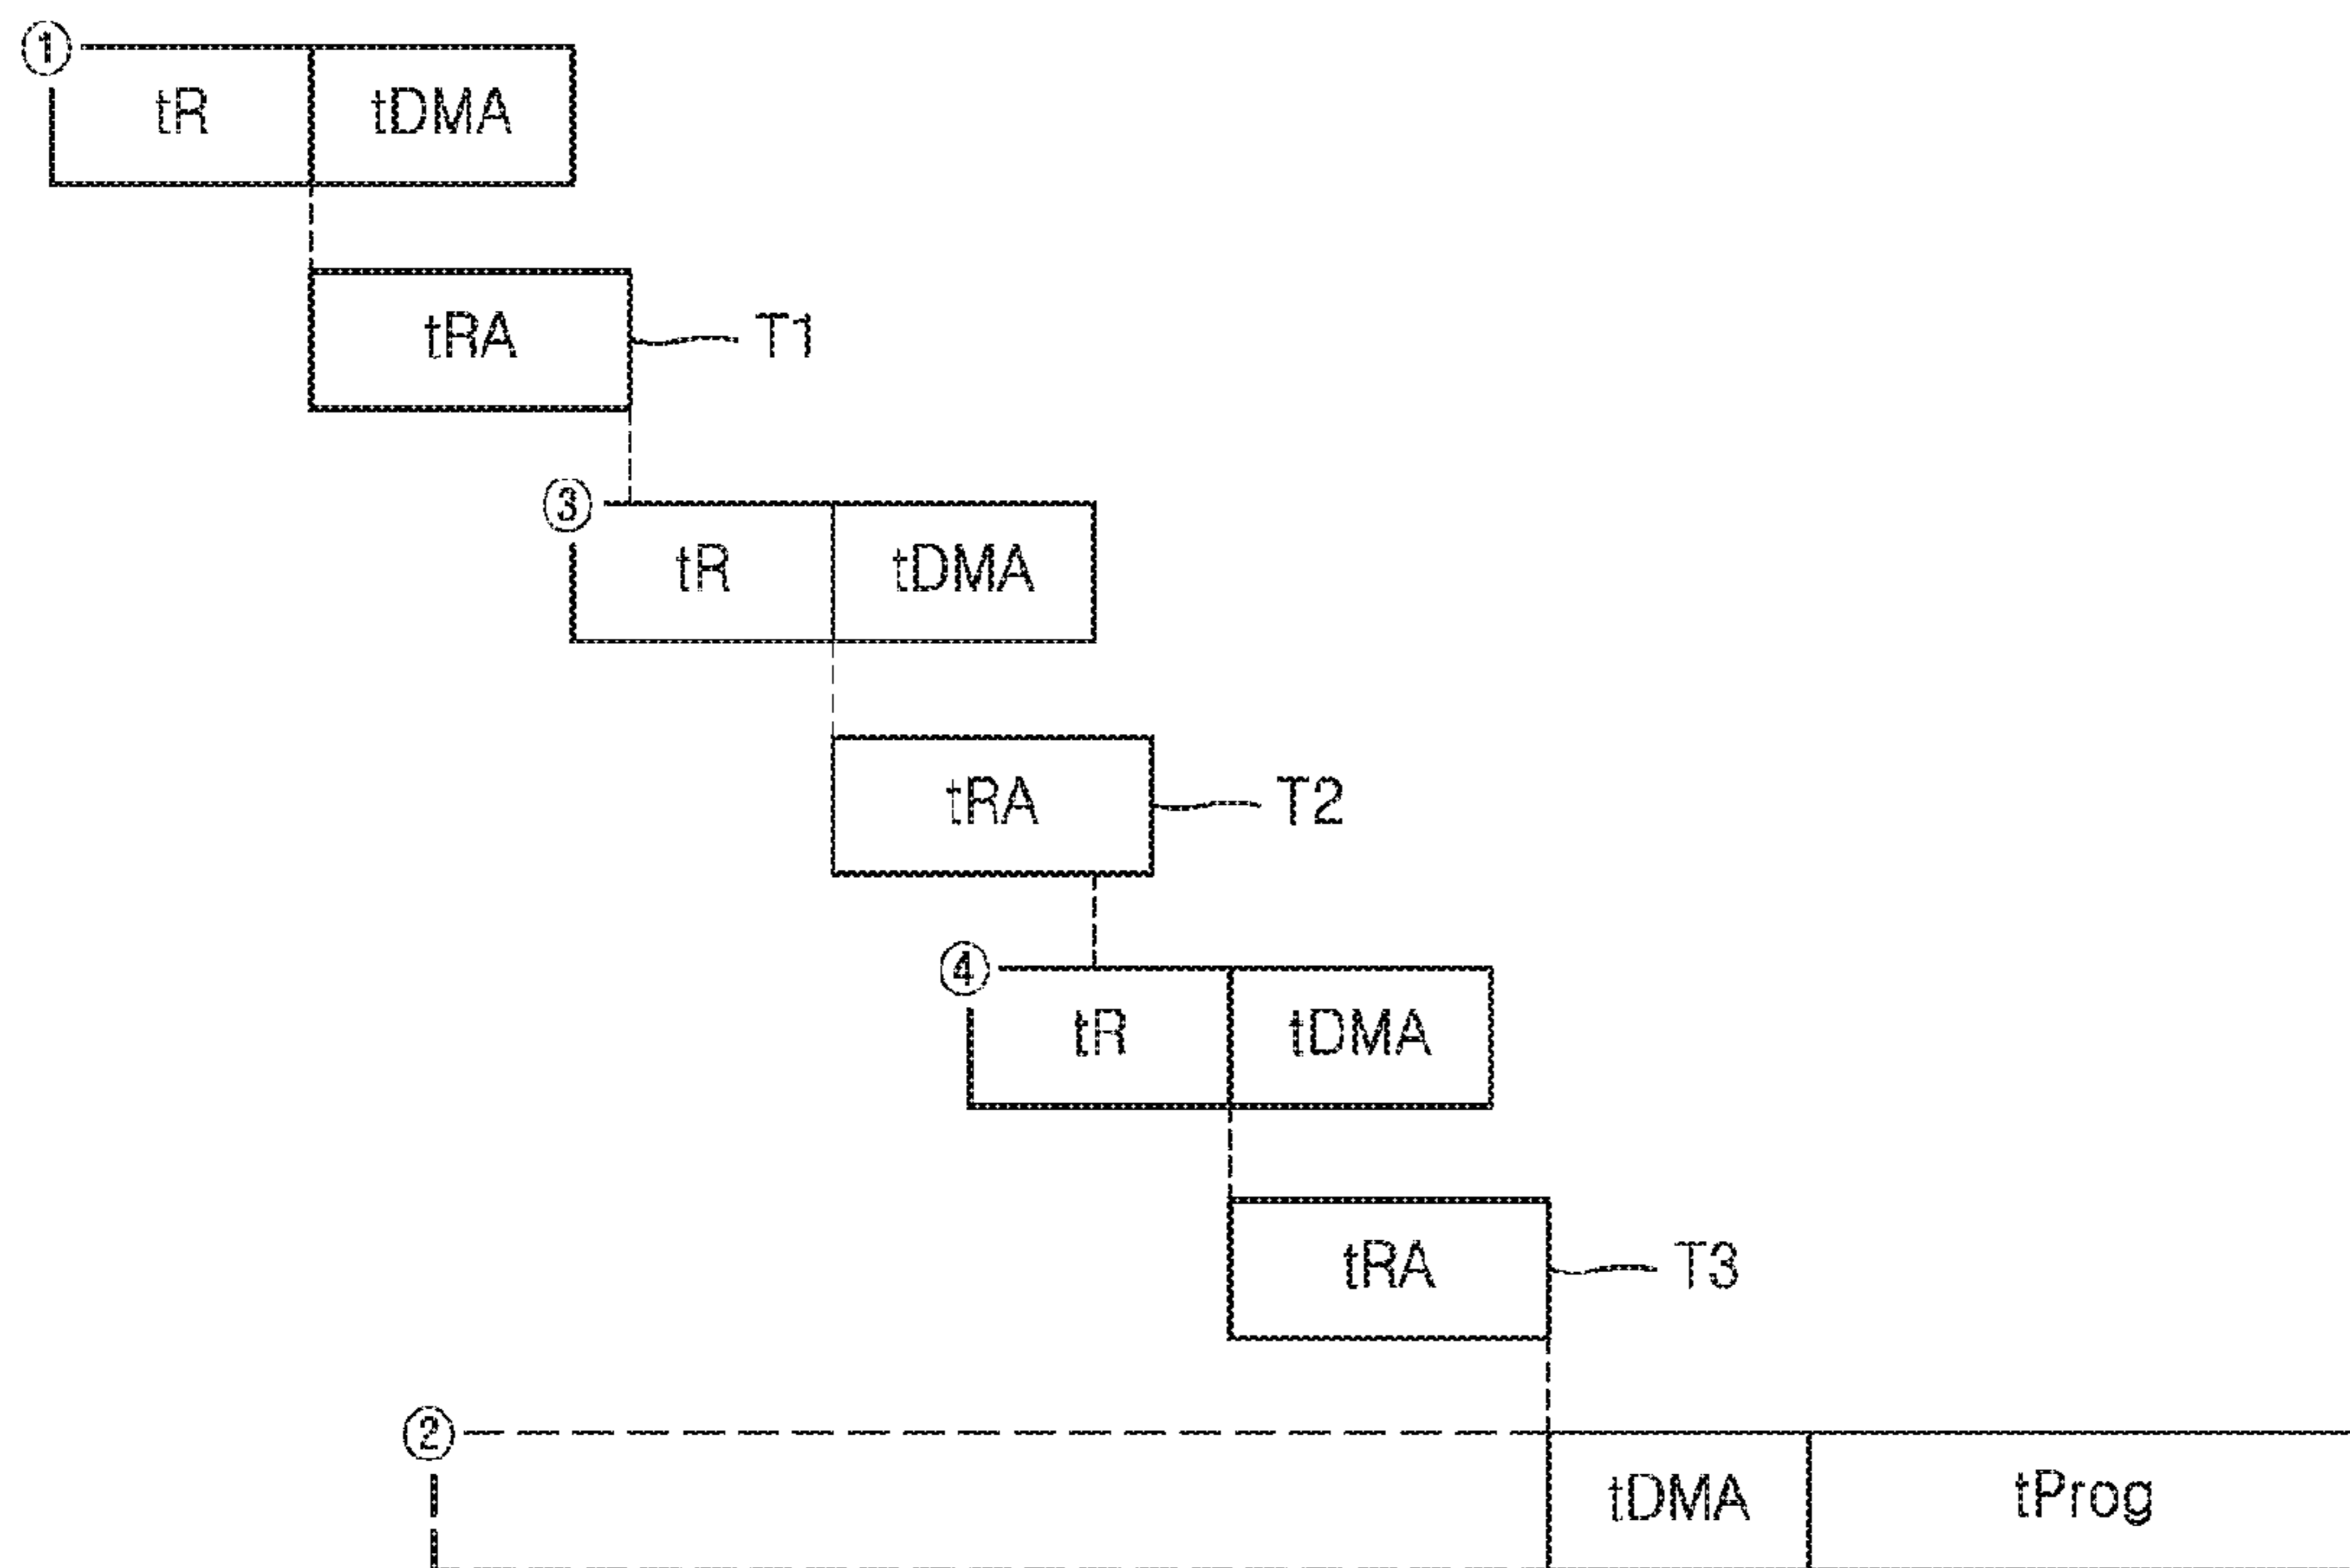 ①
tR tDMA
tRA T1
③
tR tDMA
tRA T2
④
tR tDMA
tRA T3
②
tDMA tProg